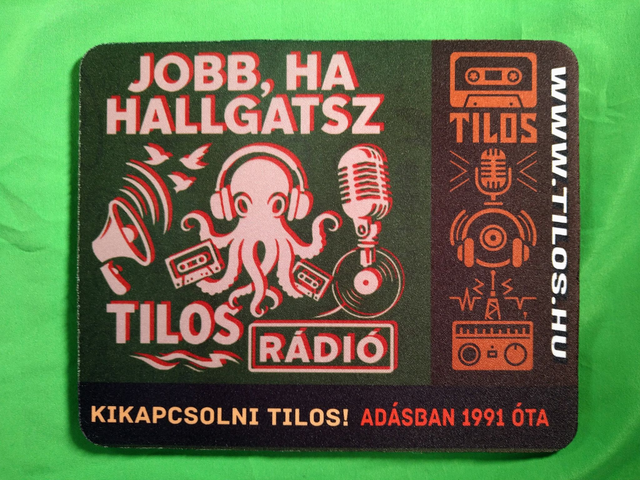 JOBB, HA
HALLGATSZ
TILOS
RÁDIÓ
TILOS
WWW.TILOS.HU
KIKAPCSOLNI TILOS! ADÁSBAN 1991 ÓTA